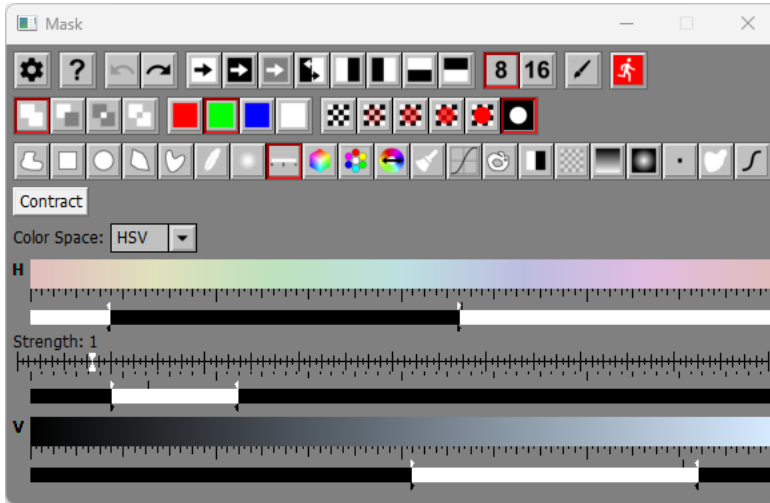 Mask
?
8 16
Contract
Color Space: HSV
H
Strength: 1
V